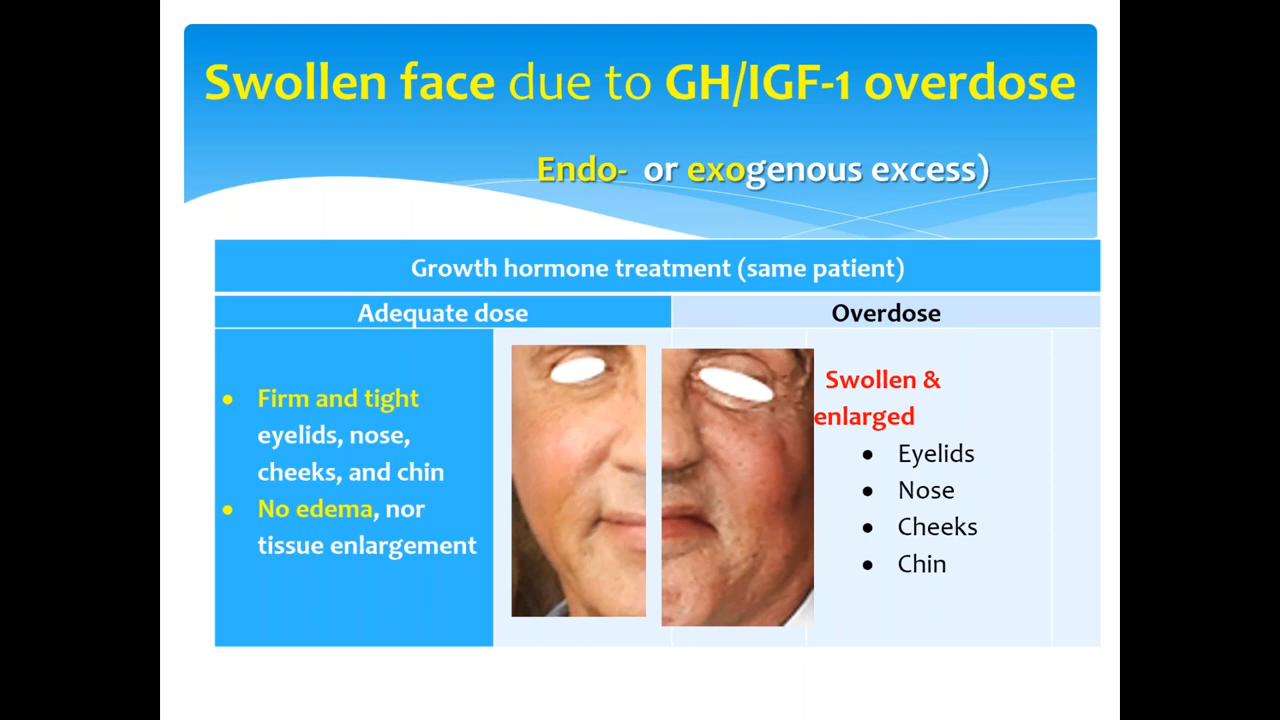 Swollen face due to GH/IGF-1 overdose
Endo- or exogenous excess)
Growth hormone treatment (same patient)
Adequate dose
Overdose
• Firm and tight
eyelids, nose,
cheeks, and chin
• No edema, nor
tissue enlargement
Swollen &
enlarged
• Eyelids
• Nose
• Cheeks
• Chin